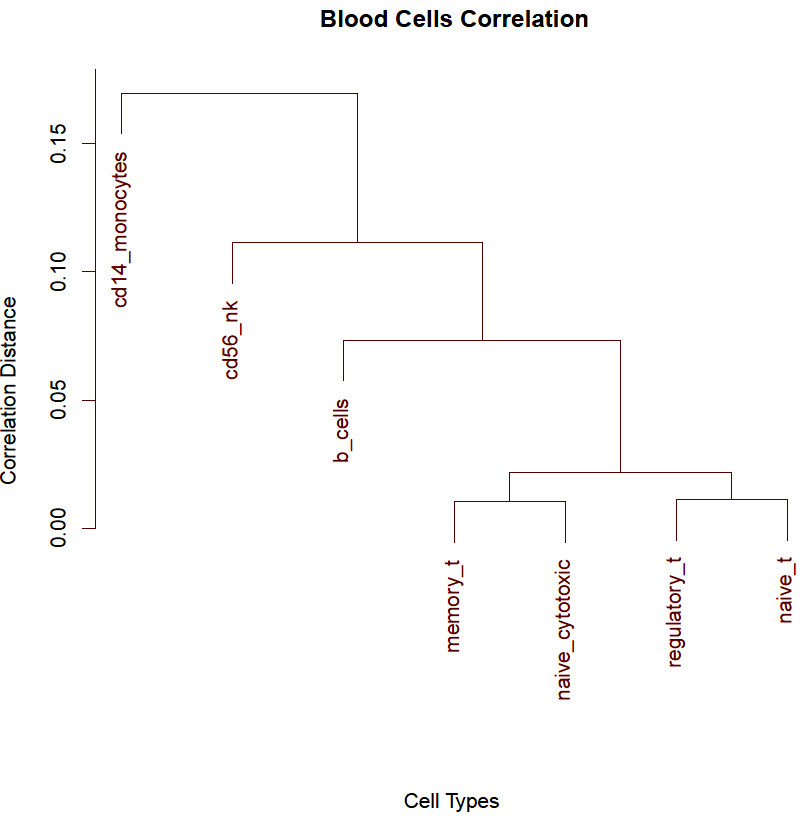 Blood Cells Correlation
Correlation Distance
0.15
0.10
0.05
0.00
cd14_monocytes
cd56_nk
b_cells
memory_t
naive_cytotoxic
regulatory_t
naive_t
Cell Types